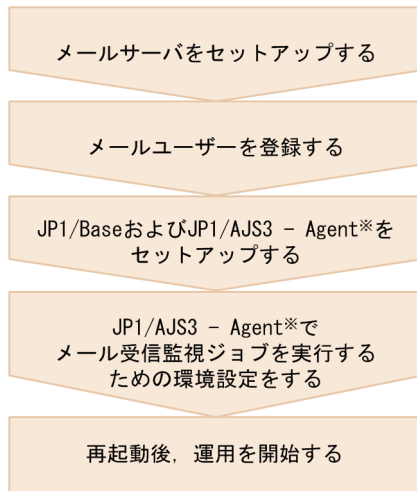 メールサーバをセットアップする
メールユーザーを登録する
JP1/BaseおよびJP1/AJS3 - Agent※を
セットアップする
JP1/AJS3 - Agent※で
メール受信監視ジョブを実行する
ための環境設定をする
再起動後，運用を開始する